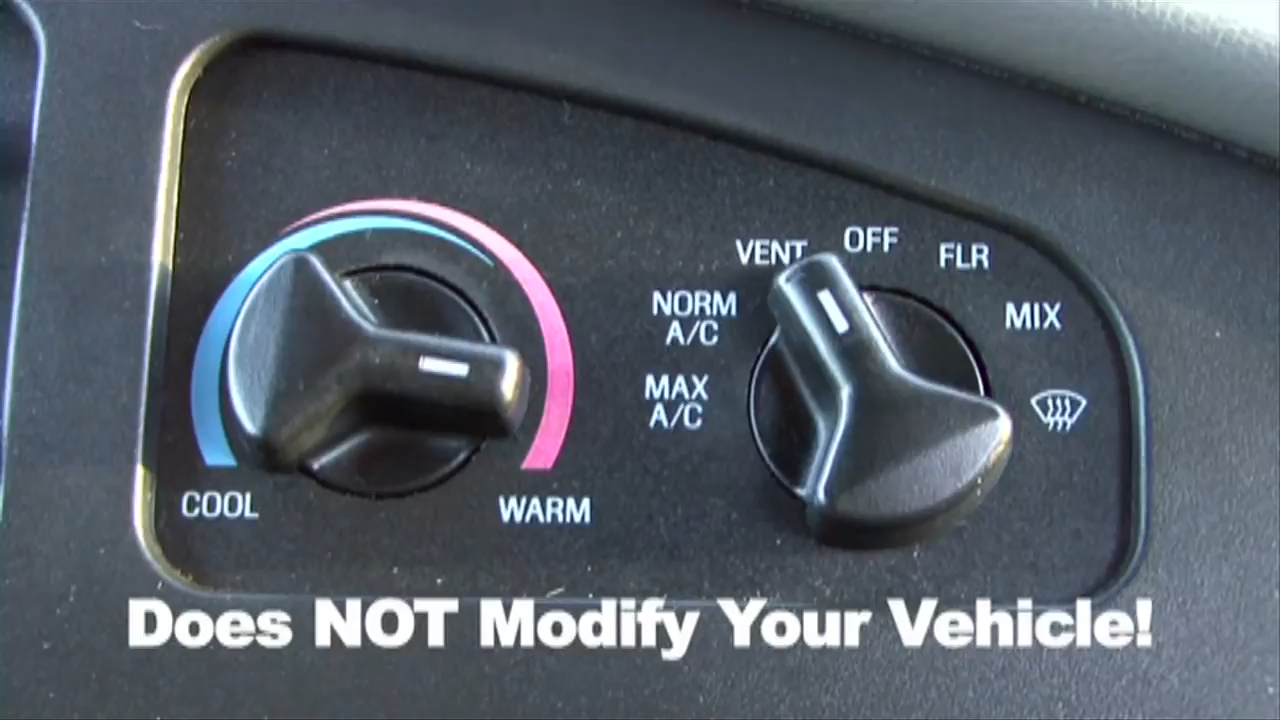 VENT
OFF
FLR
NORM
A/C
MIX
MAX
A/C
COOL
WARM
Does NOT Modify Your Vehicle!